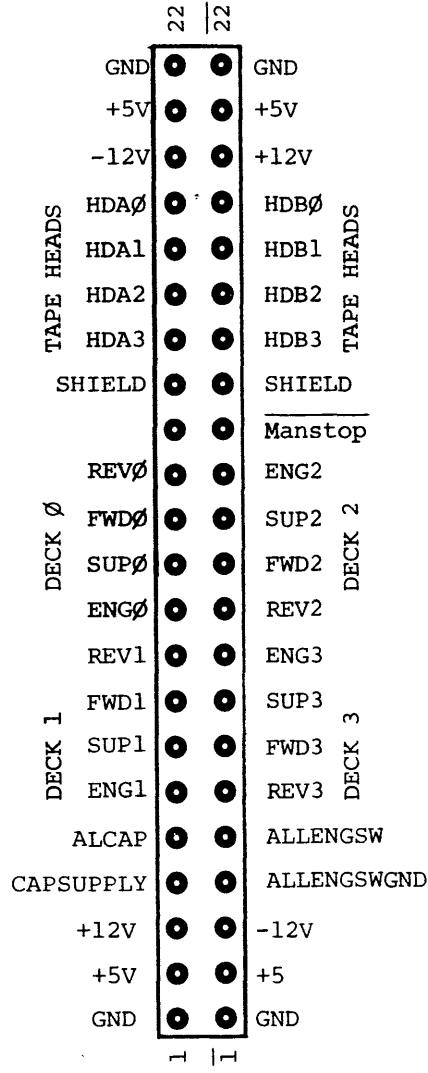 22 22
GND GND
+5V +5V
-12V +12V
HDAØ HDBØ
HDA1 HDB1
TAPE HEADS TAPE HEADS
HDA2 HDB2
HDA3 HDB3
SHIELD SHIELD
Manstop
REVØ ENG2
FWDØ SUP2
DECK Ø DECK 2
SUPØ FWD2
ENGØ REV2
REV1 ENG3
FWD1 SUP3
DECK 1 DECK 3
SUP1 FWD3
ENG1 REV3
ALCAP ALLENGSW
CAPSUPPLY ALLENGSWGND
+12V -12V
+5V +5
GND GND
1 1